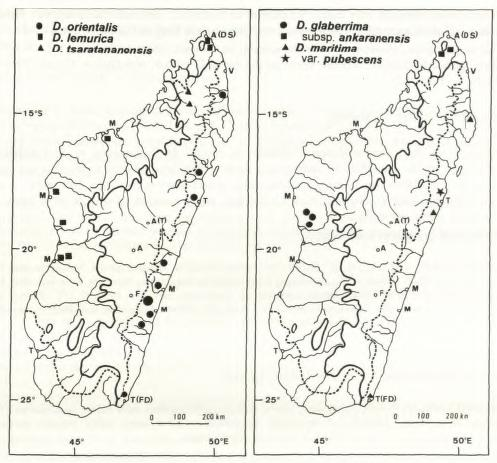 ● D. orientalis
■ D. lemurica
▲ D. tsaratananensis
A (DS)
V
15°S
M
M
T
A (T)
20°
A
M
F
M
M
T
25°
T (FD)
0 100 200 km
45°
50°E
● D. glaberrima
■ subsp. ankaranensis
▲ D. maritima
★ var. pubescens
A (DS)
V
15°S
M
M
T
A (T)
20°
A
M
F
M
M
T
25°
T (FD)
0 100 200 km
45°
50°E